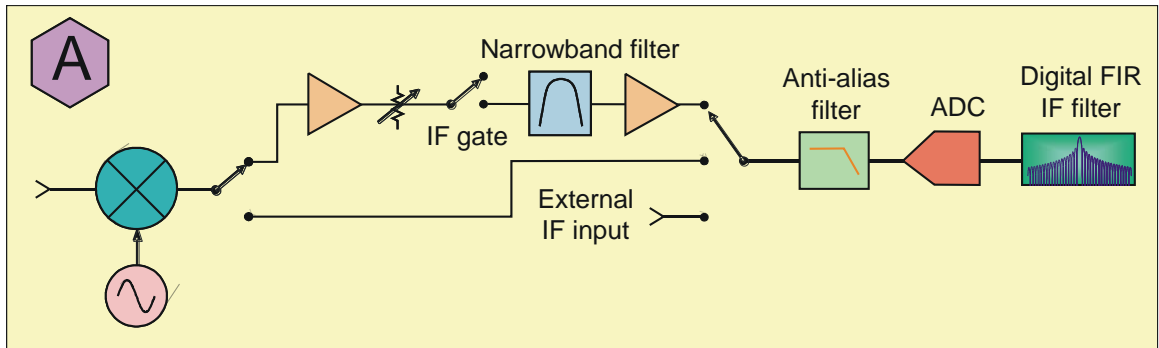 A
Narrowband filter
IF gate
Anti-alias
filter
ADC
Digital FIR
IF filter
External
IF input